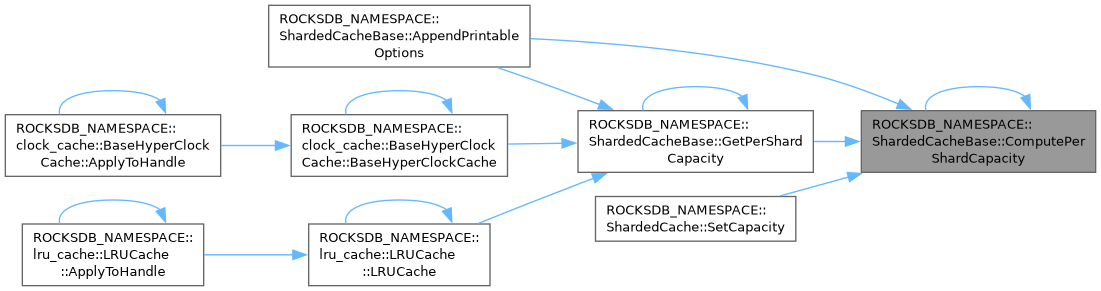 ROCKSDB_NAMESPACE::
ShardedCacheBase::AppendPrintable
Options
ROCKSDB_NAMESPACE::
clock_cache::BaseHyperClock
Cache::ApplyToHandle
ROCKSDB_NAMESPACE::
clock_cache::BaseHyperClock
Cache::BaseHyperClockCache
ROCKSDB_NAMESPACE::
ShardedCacheBase::GetPerShard
Capacity
ROCKSDB_NAMESPACE::
ShardedCacheBase::ComputePer
ShardCapacity
ROCKSDB_NAMESPACE::
ShardedCache::SetCapacity
ROCKSDB_NAMESPACE::
lru_cache::LRUCache
::ApplyToHandle
ROCKSDB_NAMESPACE::
lru_cache::LRUCache
::LRUCache